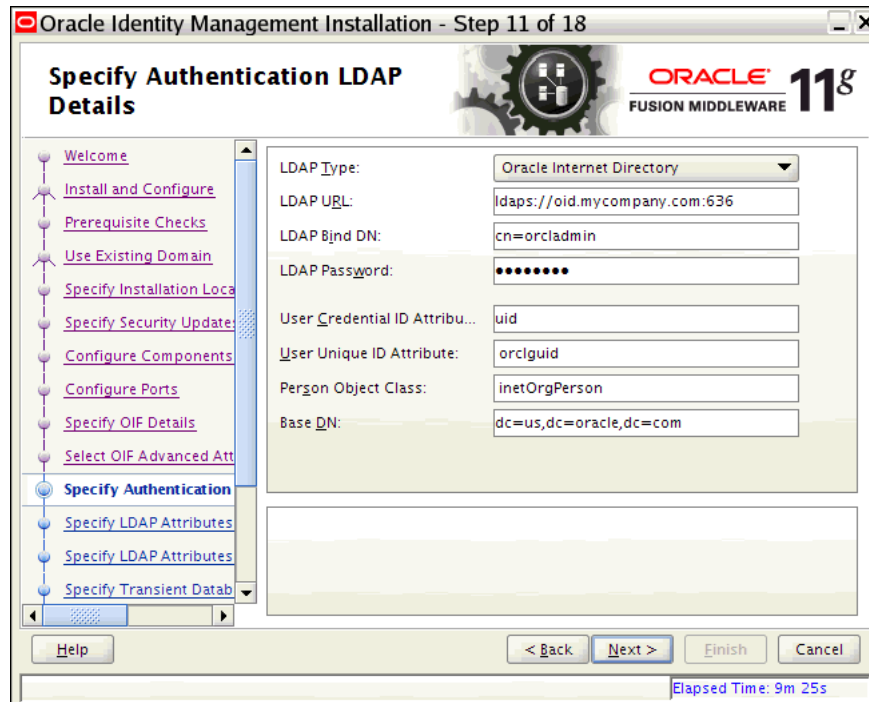 Oracle Identity Management Installation - Step 11 of 18
Specify Authentication LDAP
Details
ORACLE
FUSION MIDDLEWARE
11g
Welcome
Install and Configure
Prerequisite Checks
Use Existing Domain
Specify Installation Loca
Specify Security Updates
Configure Components
Configure Ports
Specify OIF Details
Select OIF Advanced Att
Specify Authentication
Specify LDAP Attributes
Specify LDAP Attributes
Specify Transient Datab
LDAP Type: Oracle Internet Directory
LDAP URL: ldaps://oid.mycompany.com:636
LDAP Bind DN: cn=orcladmin
LDAP Password: ••••••••
User Credential ID Attribu... uid
User Unique ID Attribute: orclguid
Person Object Class: inetOrgPerson
Base DN: dc=us,dc=oracle,dc=com
Help < Back Next > Finish Cancel
Elapsed Time: 9m 25s